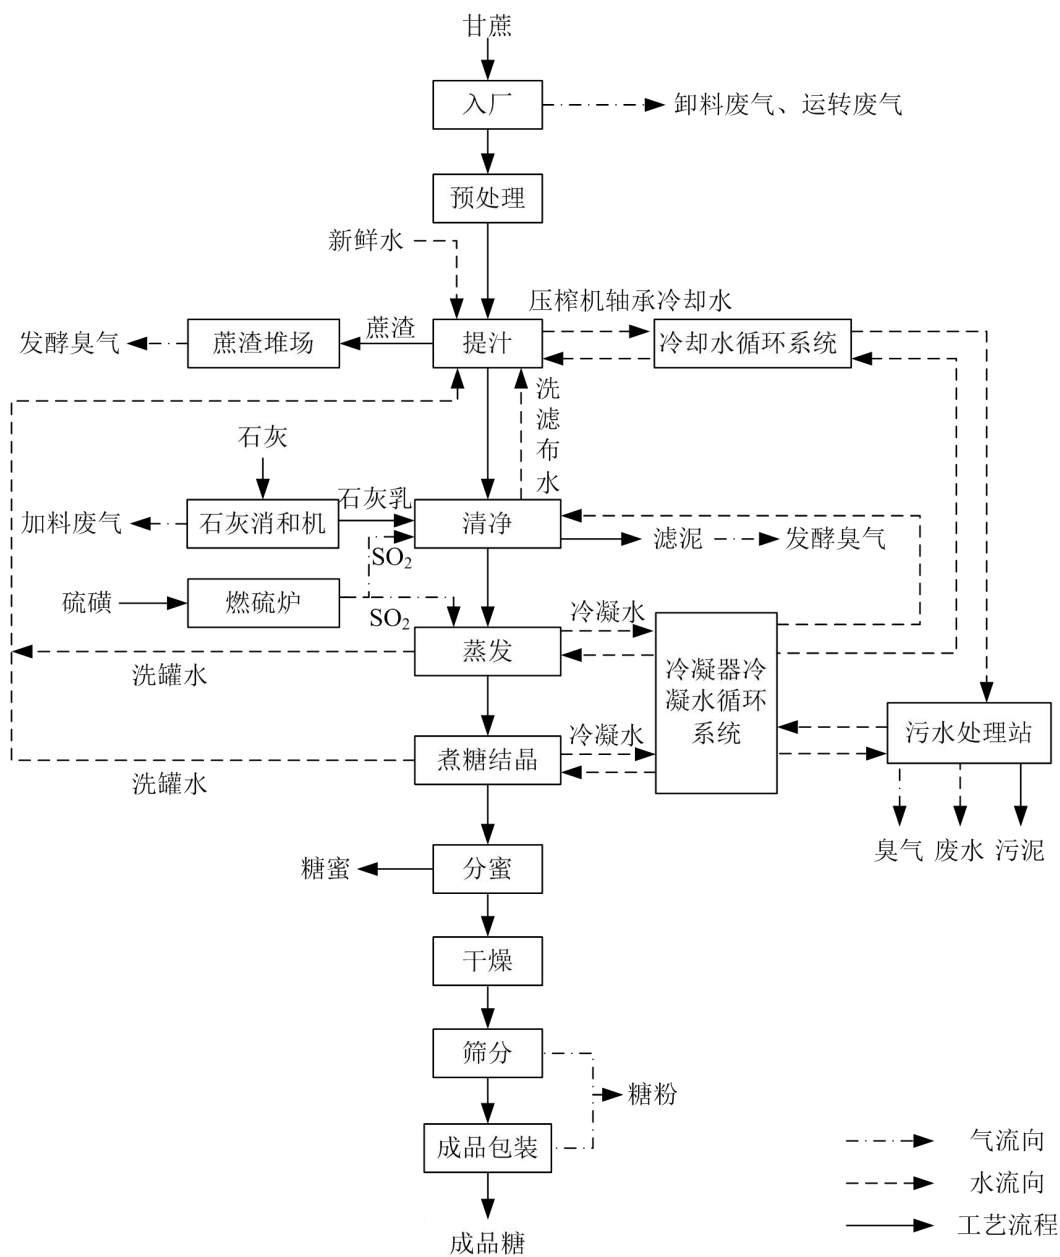 甘蔗
入厂
卸料废气、运转废气
预处理
新鲜水
压榨机轴承冷却水
发酵臭气
蔗渣堆场
蔗渣
提汁
冷却水循环系统
洗
滤
布
水
石灰
石灰乳
加料废气
石灰消和机
清净
滤泥
发酵臭气
SO₂
硫磺
燃硫炉
SO₂
冷凝水
蒸发
洗罐水
冷凝器冷
凝水循环
系统
污水处理站
冷凝水
煮糖结晶
洗罐水
臭气
废水
污泥
糖蜜
分蜜
干燥
筛分
糖粉
成品包装
气流向
水流向
工艺流程
成品糖